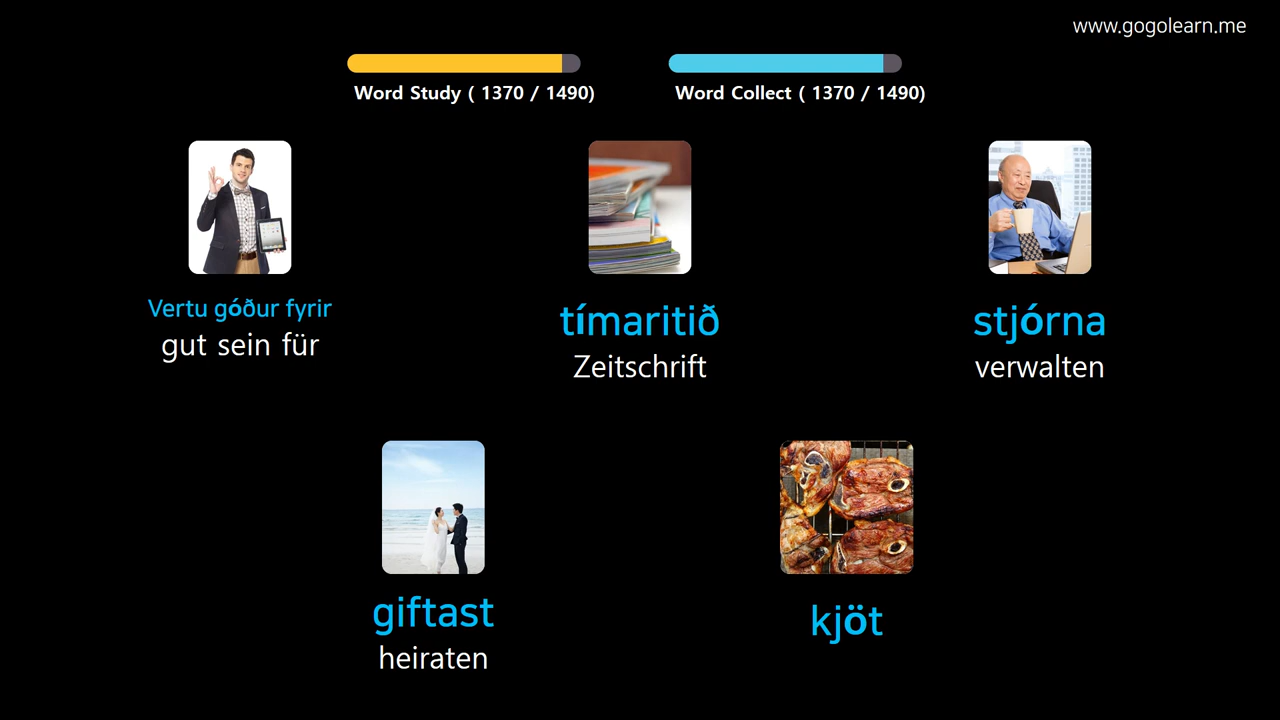 www.gogolearn.me
Word Study ( 1370 / 1490)
Word Collect ( 1370 / 1490)
Vertu góður fyrir
gut sein für
tímaritið
Zeitschrift
stjórna
verwalten
giftast
heiraten
kjöt